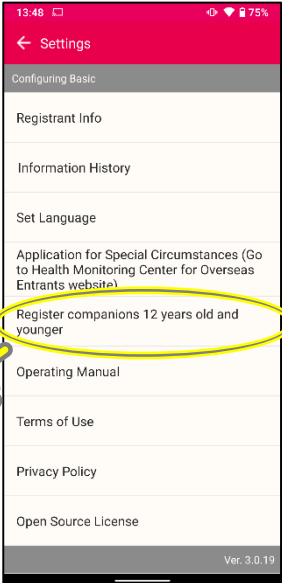 13:48 75%
Settings
Configuring Basic
Registrant Info
Information History
Set Language
Application for Special Circumstances (Go
to Health Monitoring Center for Overseas
Entrants website)
Register companions 12 years old and
younger
Operating Manual
Terms of Use
Privacy Policy
Open Source License
Ver. 3.0.19